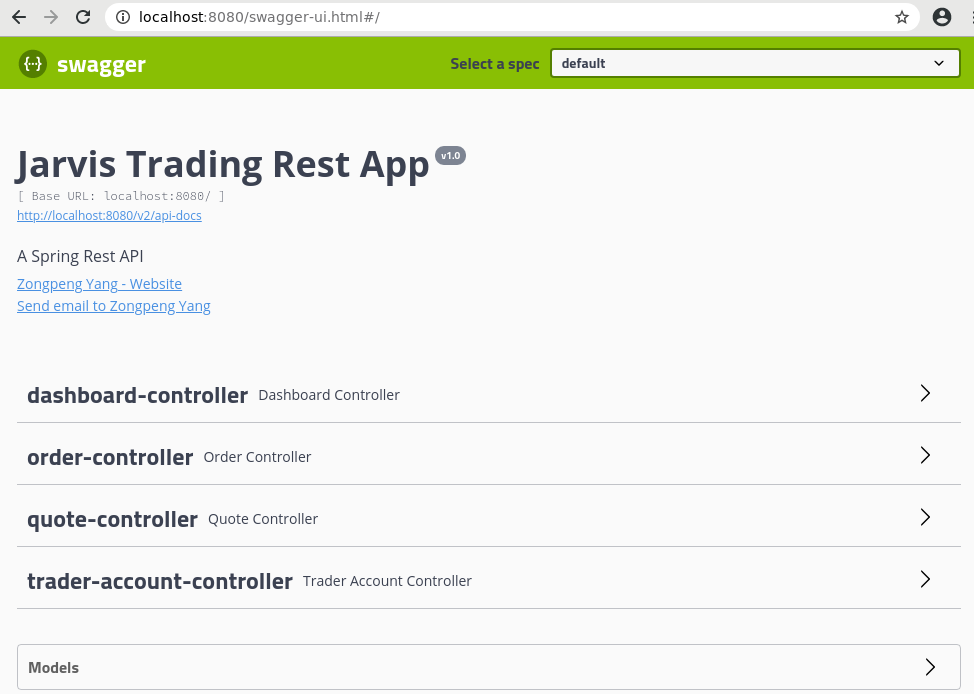 localhost:8080/swagger-ui.html#/
{··} swagger Select a spec default
Jarvis Trading Rest App v1.0
[ Base URL: localhost:8080/ ]
http://localhost:8080/v2/api-docs
A Spring Rest API
Zongpeng Yang - Website
Send email to Zongpeng Yang
dashboard-controller Dashboard Controller
order-controller Order Controller
quote-controller Quote Controller
trader-account-controller Trader Account Controller
Models